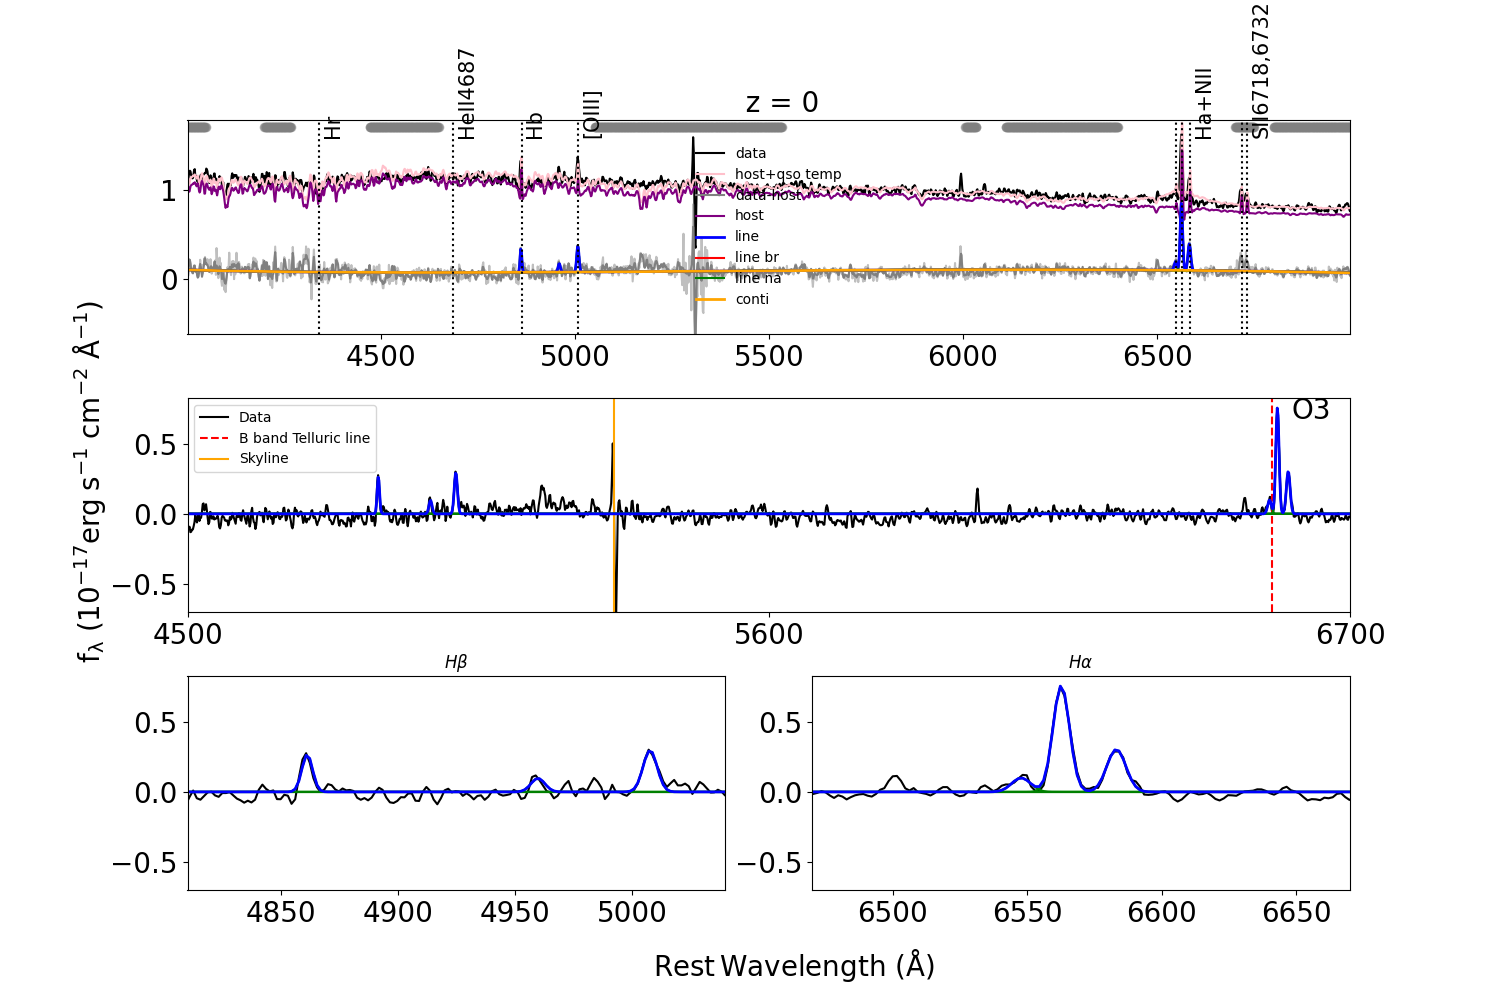 z = 0
Hr
HeII4687
Hb
[OIII]
Ha+NII
SII6718,6732
data
host+qso temp
data-host
host
line
line br
line na
conti
1
0
4500 5000 5500 6000 6500
Data
B band Telluric line
Skyline
O3
0.5
0.0
−0.5
4500 5600 6700
fλ (10⁻¹⁷erg s⁻¹ cm⁻² Å⁻¹)
Hβ
0.5
0.0
−0.5
4850 4900 4950 5000
Hα
0.5
0.0
−0.5
6500 6550 6600 6650
Rest Wavelength (Å)